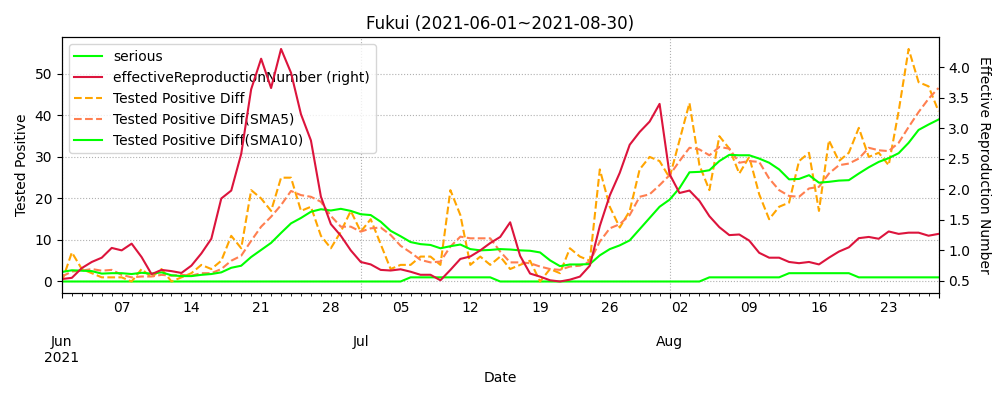 Fukui (2021-06-01~2021-08-30)
serious
effectiveReproductionNumber (right)
Tested Positive Diff
Tested Positive Diff(SMA5)
Tested Positive Diff(SMA10)
Tested Positive
50
40
30
20
10
0
Effective Reproduction Number
4.0
3.5
3.0
2.5
2.0
1.5
1.0
0.5
07 14 21 28 05 12 19 26 02 09 16 23
Jun Jul Aug
2021
Date